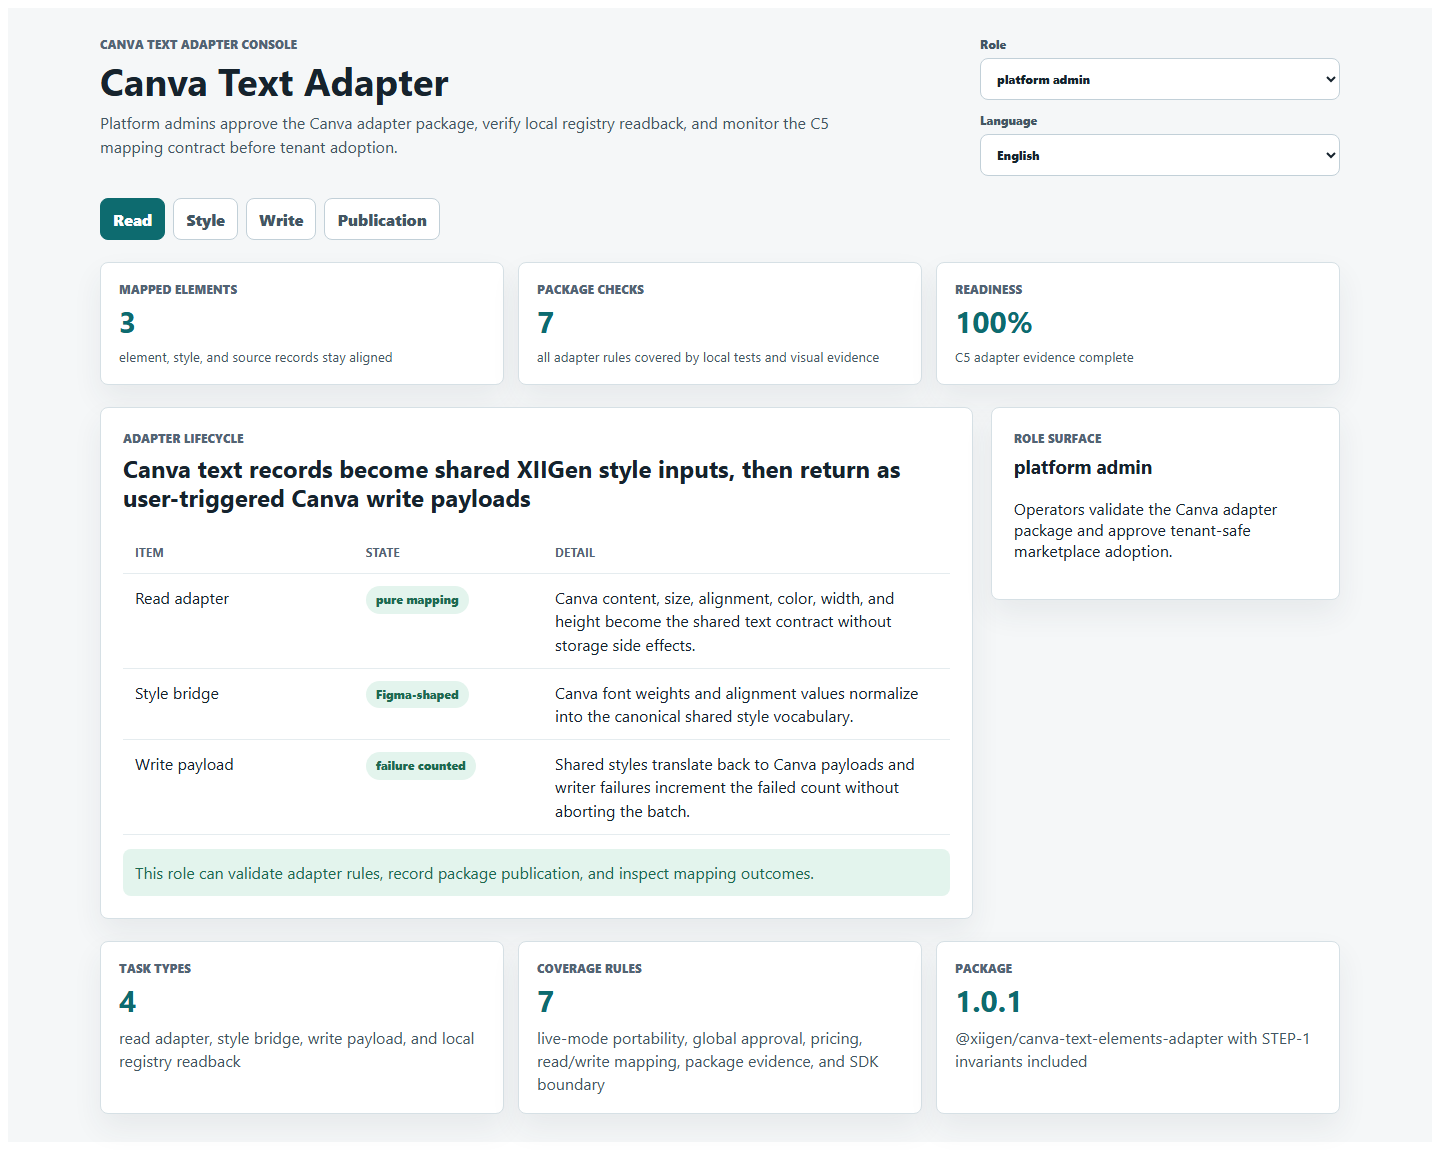 CANVA TEXT ADAPTER CONSOLE
Canva Text Adapter
Platform admins approve the Canva adapter package, verify local registry readback, and monitor the C5
mapping contract before tenant adoption.
Role
platform admin
Language
English
Read
Style
Write
Publication
MAPPED ELEMENTS
3
element, style, and source records stay aligned
PACKAGE CHECKS
7
all adapter rules covered by local tests and visual evidence
READINESS
100%
C5 adapter evidence complete
ADAPTER LIFECYCLE
Canva text records become shared XIIGen style inputs, then return as
user-triggered Canva write payloads
ITEM STATE DETAIL
Read adapter
pure mapping
Canva content, size, alignment, color, width, and
height become the shared text contract without
storage side effects.
Style bridge
Figma-shaped
Canva font weights and alignment values normalize
into the canonical shared style vocabulary.
Write payload
failure counted
Shared styles translate back to Canva payloads and
writer failures increment the failed count without
aborting the batch.
This role can validate adapter rules, record package publication, and inspect mapping outcomes.
ROLE SURFACE
platform admin
Operators validate the Canva adapter
package and approve tenant-safe
marketplace adoption.
TASK TYPES
4
read adapter, style bridge, write payload, and local
registry readback
COVERAGE RULES
7
live-mode portability, global approval, pricing,
read/write mapping, package evidence, and SDK
boundary
PACKAGE
1.0.1
@xiigen/canva-text-elements-adapter with STEP-1
invariants included